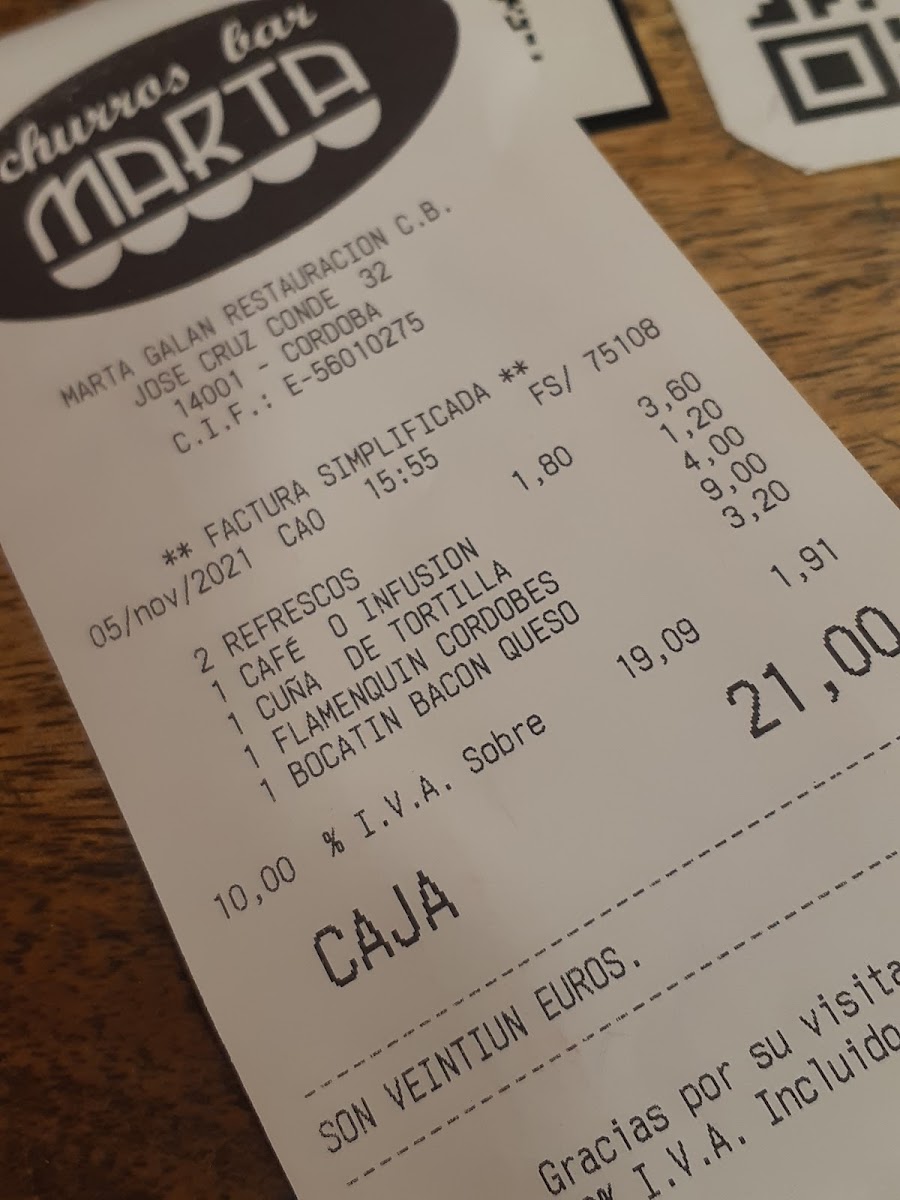 churros bar
MARTA
MARTA GALAN RESTAURACION C.B.
JOSE CRUZ CONDE 32
14001 - CORDOBA
C.I.F.: E-56010275
** FACTURA SIMPLIFICADA **
05/nov/2021 CAO 15:55 FS/ 75108
2 REFRESCOS 1,80 3,60
1 CAFÉ O INFUSION 1,20
1 CUÑA DE TORTILLA 4,00
1 FLAMENQUIN CORDOBES 9,00
1 BOCATIN BACON QUESO 3,20
10,00 % I.V.A. Sobre 19,09 1,91
CAJA 21,00
SON VEINTIUN EUROS.
Gracias por su visita
% I.V.A. Incluido